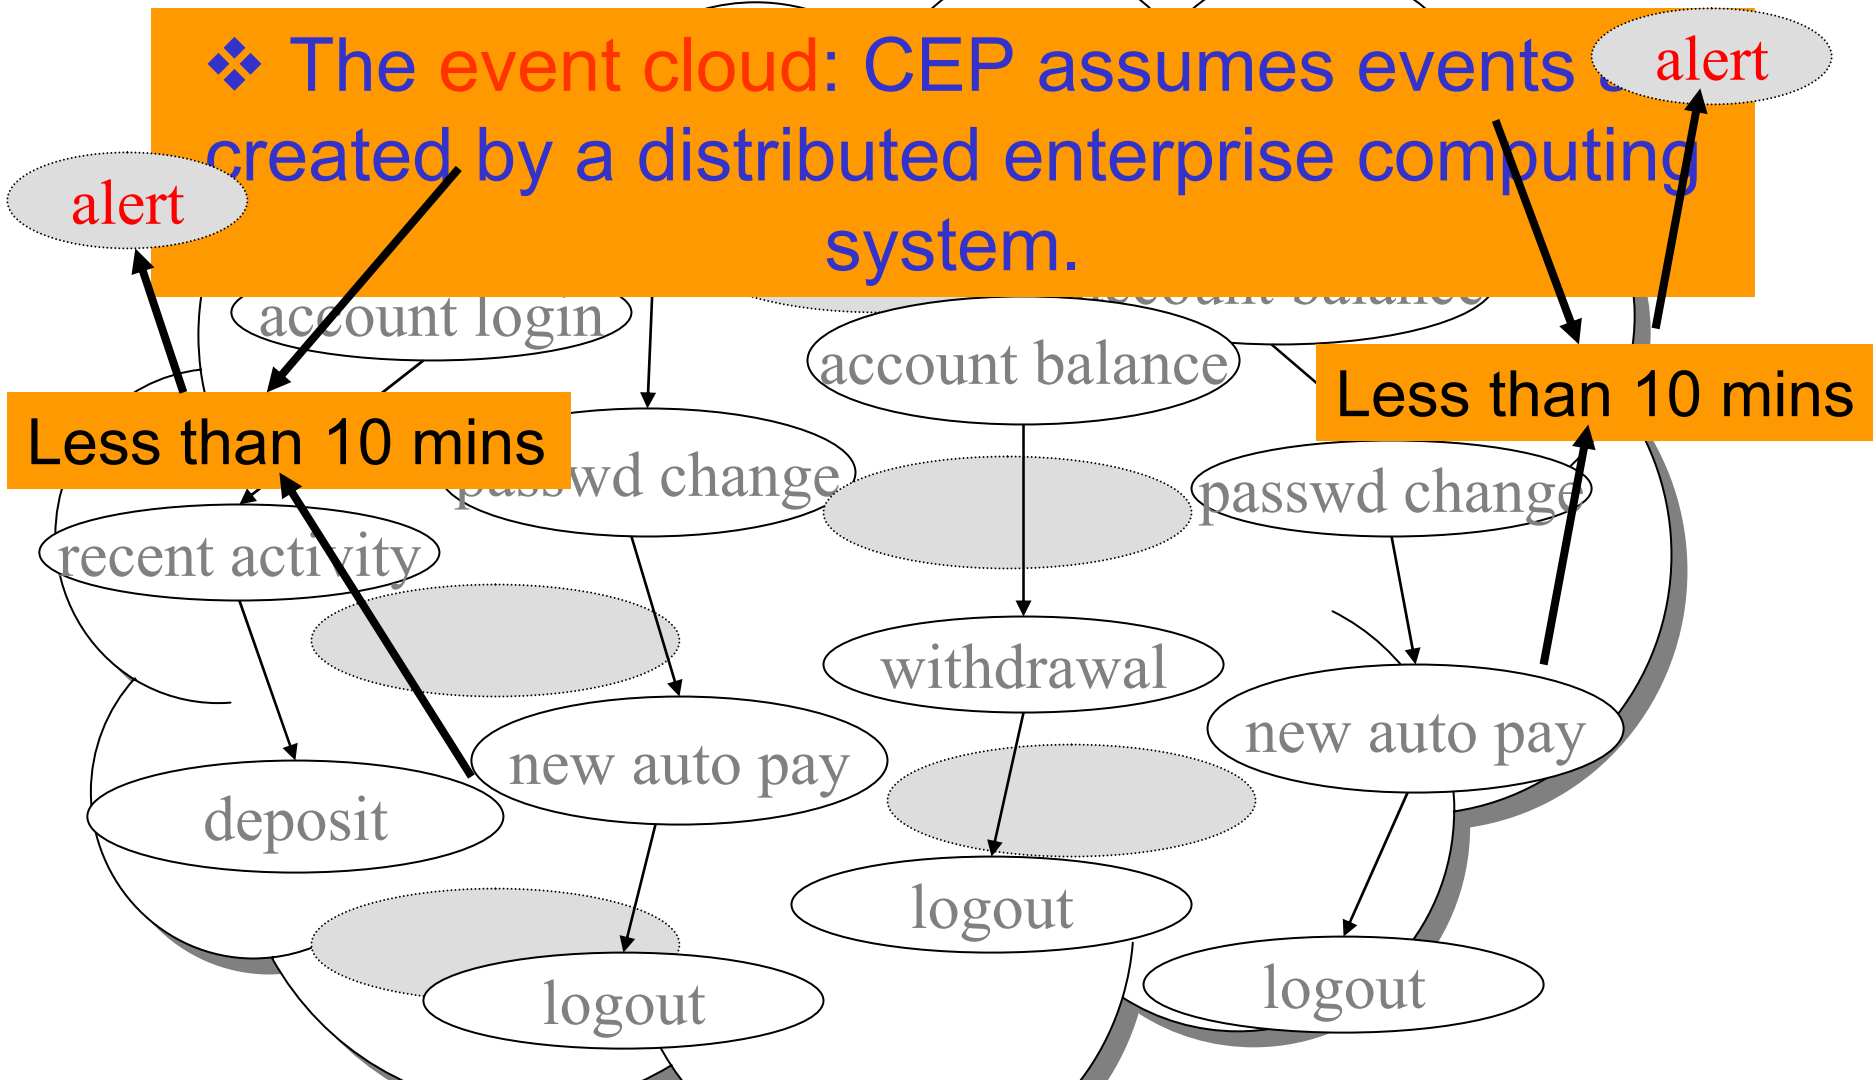 ❖ The event cloud: CEP assumes events
created by a distributed enterprise computing
system.
alert
alert
account login
account balance
account balance
Less than 10 mins
Less than 10 mins
passwd change
passwd change
recent activity
withdrawal
new auto pay
new auto pay
deposit
logout
logout
logout